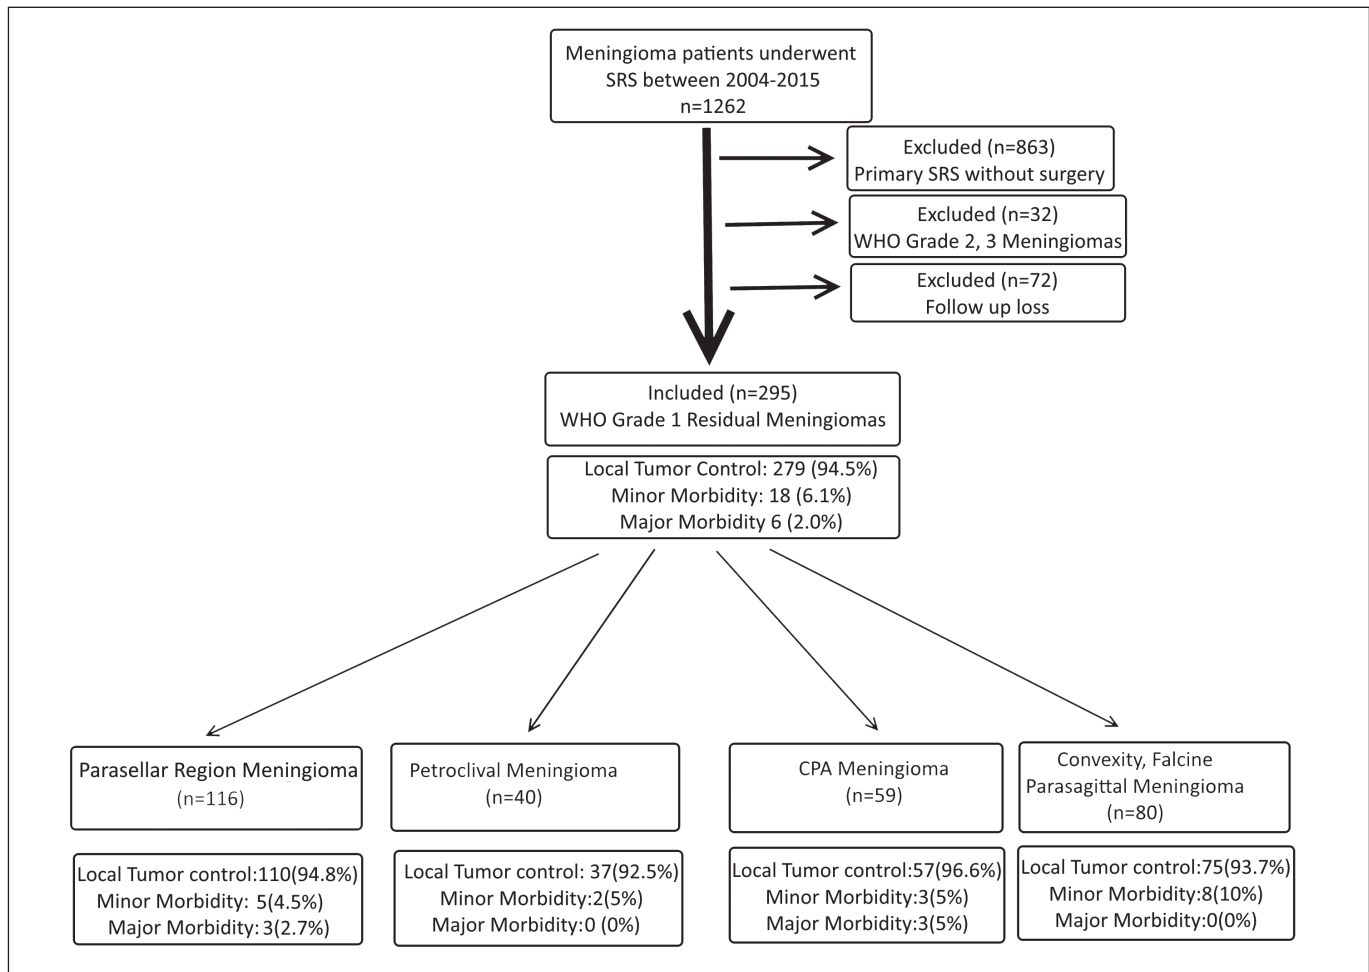 Meningioma patients underwent
SRS between 2004-2015
n=1262
Excluded (n=863)
Primary SRS without surgery
Excluded (n=32)
WHO Grade 2, 3 Meningiomas
Excluded (n=72)
Follow up loss
Included (n=295)
WHO Grade 1 Residual Meningiomas
Local Tumor Control: 279 (94.5%)
Minor Morbidity: 18 (6.1%)
Major Morbidity 6 (2.0%)
Parasellar Region Meningioma
(n=116)
Local Tumor control:110(94.8%)
Minor Morbidity: 5(4.5%)
Major Morbidity: 3(2.7%)
Petroclival Meningioma
(n=40)
Local Tumor control: 37(92.5%)
Minor Morbidity:2(5%)
Major Morbidity:0 (0%)
CPA Meningioma
(n=59)
Local Tumor control:57(96.6%)
Minor Morbidity:3(5%)
Major Morbidity:3(5%)
Convexity, Falcine
Parasagittal Meningioma
(n=80)
Local Tumor control:75(93.7%)
Minor Morbidity:8(10%)
Major Morbidity:0(0%)